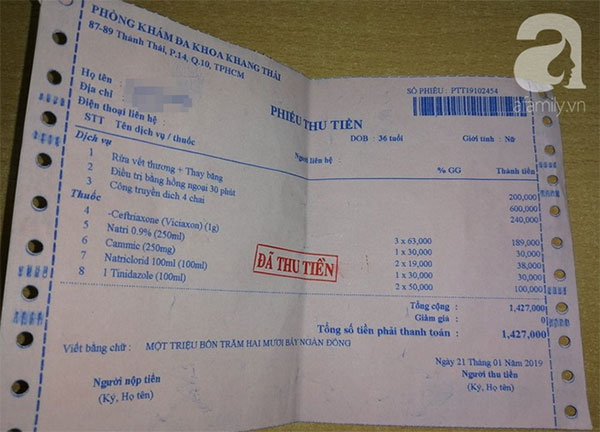 PHÒNG KHÁM ĐA KHOA KHANG THÁI
87-89 Thành Thái, P.14, Q.10, TPHCM
a
afamily.vn
SỐ PHIẾU : PTT19102454
PHIẾU THU TIỀN
Họ tên :
Địa chỉ
Điện thoại liên hệ :
DOB : 36 tuổi
Giới tính : Nữ
Người liên hệ
STT Tên dịch vụ / thuốc
% GG
Thành tiền
Dịch vụ
1 Rửa vết thương + Thay băng 200,000
2 Điều trị bằng hồng ngoại 30 phút 600,000
3 Công truyền dịch 4 chai 240,000
Thuốc
4 -Ceftriaxone (Viciaxon) (1g) 3 x 63,000 189,000
5 Natri 0.9% (250ml) 1 x 30,000 30,000
6 Cammic (250mg) 2 x 19,000 38,000
7 Natriclorid 100ml (100ml) 1 x 30,000 30,000
8 1 Tinidazole (100ml) 2 x 50,000 100,000
ĐÃ THU TIỀN
Tổng cộng : 1,427,000
Giảm giá : 0
Tổng số tiền phải thanh toán : 1,427,000
Viết bằng chữ : MỘT TRIỆU BỐN TRĂM HAI MƯƠI BẢY NGÀN ĐỒNG
Ngày 21 Tháng 01 Năm 2019
Người nộp tiền
(Ký, Họ tên)
Người thu tiền
(Ký, Họ tên)